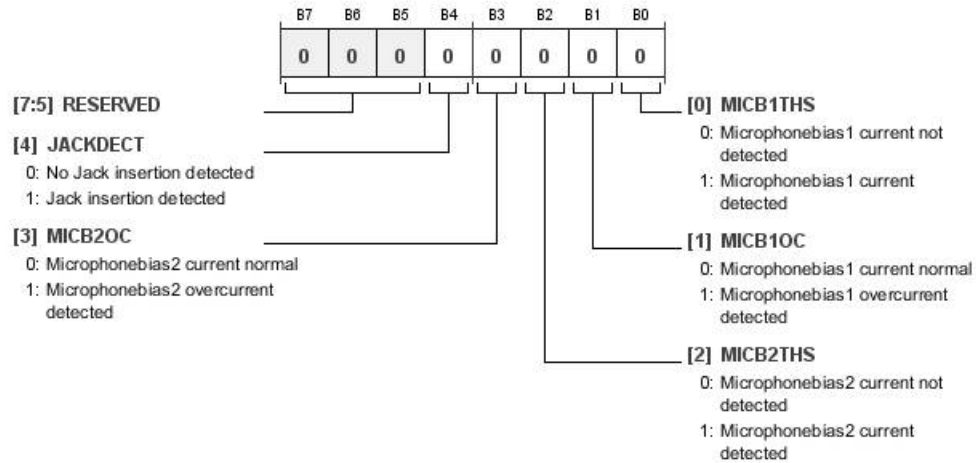 B7 B6 B5 B4 B3 B2 B1 B0
0 0 0 0 0 0 0 0
[7:5] RESERVED
[4] JACKDECT
0: No Jack insertion detected
1: Jack insertion detected
[3] MICB2OC
0: Microphonebias2 current normal
1: Microphonebias2 overcurrent
detected
[0] MICB1THS
0: Microphonebias1 current not
detected
1: Microphonebias1 current
detected
[1] MICB1OC
0: Microphonebias1 current normal
1: Microphonebias1 overcurrent
detected
[2] MICB2THS
0: Microphonebias2 current not
detected
1: Microphonebias2 current
detected